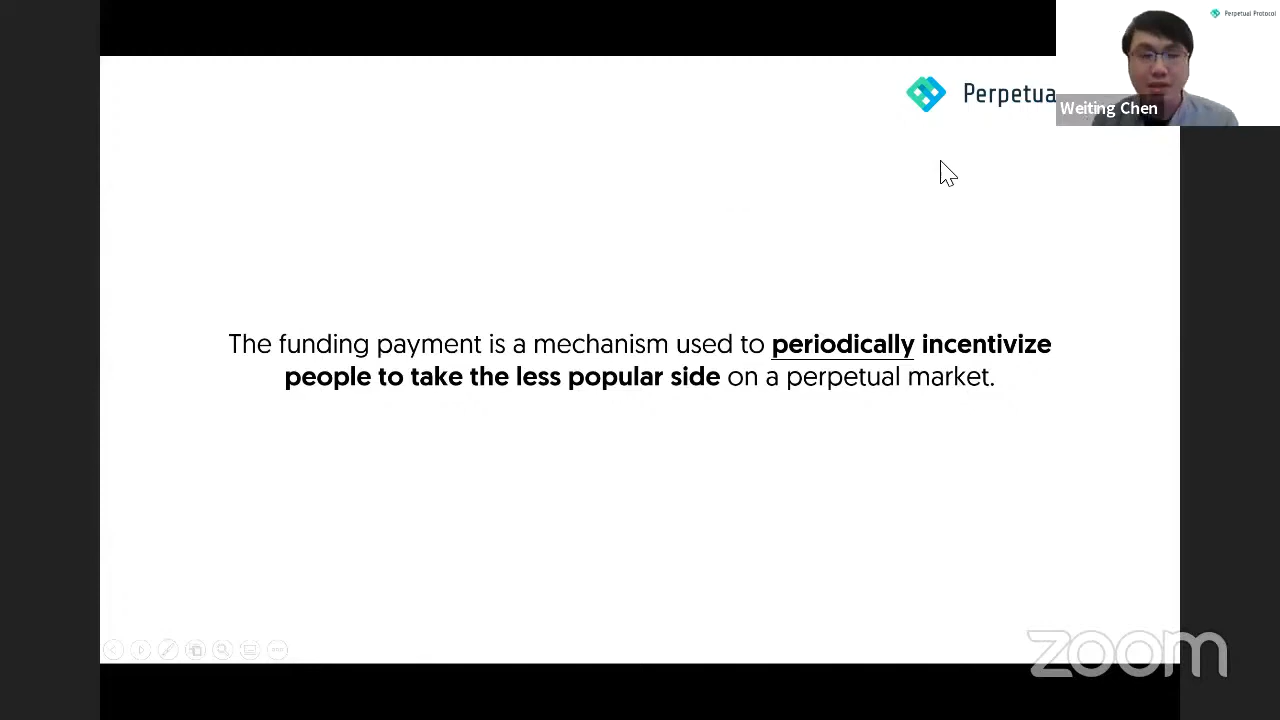 Perpetual Protocol
Perpetua
Weiting Chen
The funding payment is a mechanism used to periodically incentivize
people to take the less popular side on a perpetual market.
zoom